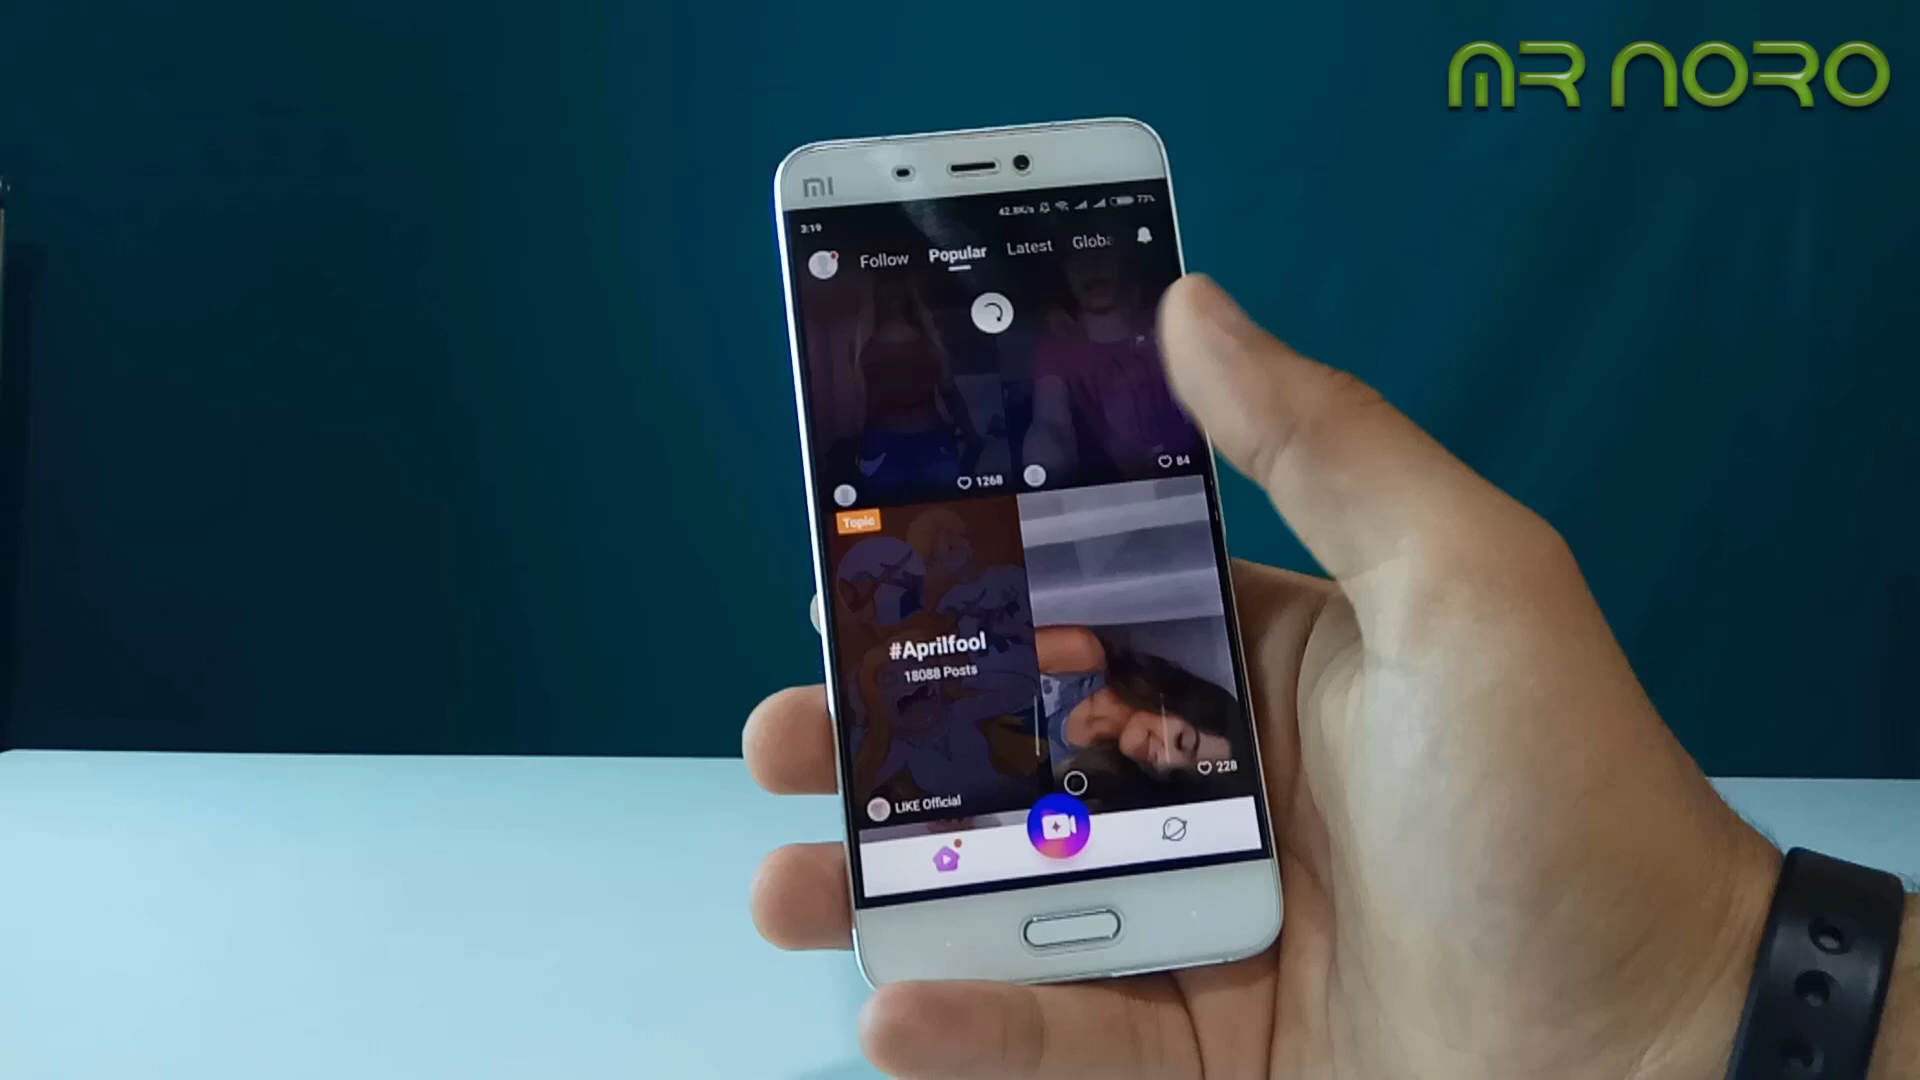 MR NORO
MI
3:19
42.8K/s 73%
Follow Popular Latest Globa
1268
84
Topic
#Aprilfool
18088 Posts
228
LIKE Official